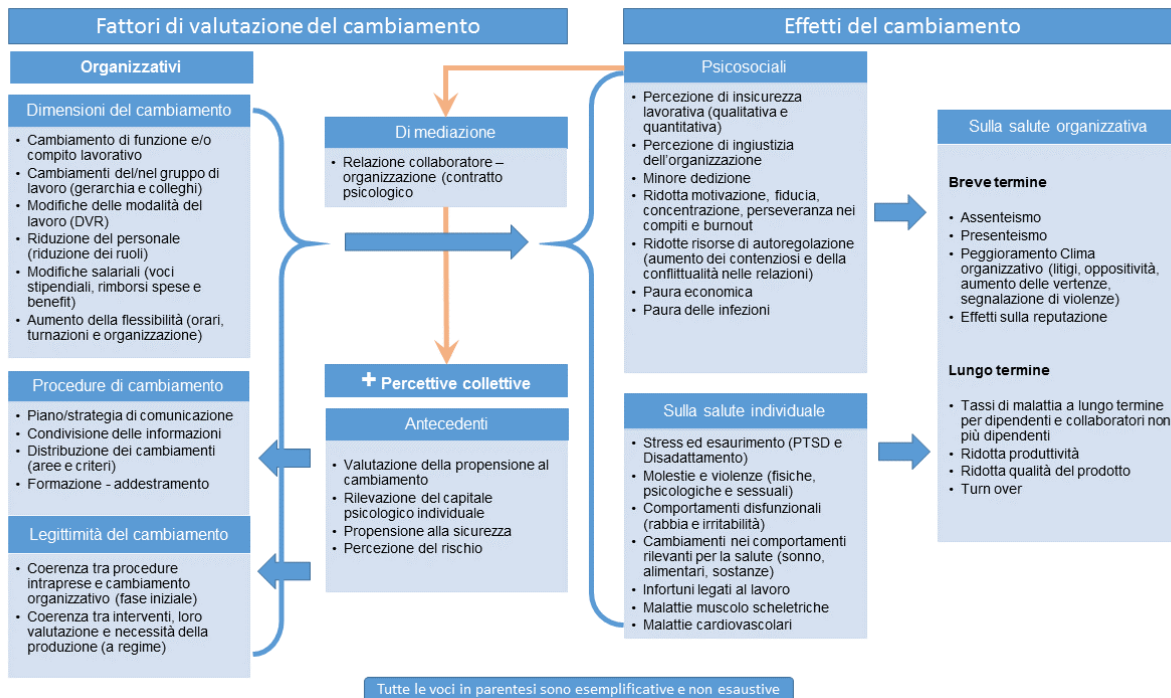 Fattori di valutazione del cambiamento
Organizzativi
Dimensioni del cambiamento
• Cambiamento di funzione e/o
compito lavorativo
• Cambiamenti del/nel gruppo di
lavoro (gerarchia e colleghi)
• Modifiche delle modalità del
lavoro (DVR)
• Riduzione del personale
(riduzione dei ruoli)
• Modifiche salariali (voci
stipendiali, rimborsi spese e
benefit)
• Aumento della flessibilità (orari,
turnazioni e organizzazione)
Procedure di cambiamento
• Piano/strategia di comunicazione
• Condivisione delle informazioni
• Distribuzione dei cambiamenti
(aree e criteri)
• Formazione - addestramento
Legittimità del cambiamento
• Coerenza tra procedure
intraprese e cambiamento
organizzativo (fase iniziale)
• Coerenza tra interventi, loro
valutazione e necessità della
produzione (a regime)
Di mediazione
• Relazione collaboratore –
organizzazione (contratto
psicologico
+ Percettive collettive
Antecedenti
• Valutazione della propensione al
cambiamento
• Rilevazione del capitale
psicologico individuale
• Propensione alla sicurezza
• Percezione del rischio
Effetti del cambiamento
Psicosociali
• Percezione di insicurezza
lavorativa (qualitativa e
quantitativa)
• Percezione di ingiustizia
dell'organizzazione
• Minore dedizione
• Ridotta motivazione, fiducia,
concentrazione, perseveranza nei
compiti e burnout
• Ridotte risorse di autoregolazione
(aumento dei contenziosi e della
conflittualità nelle relazioni)
• Paura economica
• Paura delle infezioni
Sulla salute individuale
• Stress ed esaurimento (PTSD e
Disadattamento)
• Molestie e violenze (fisiche,
psicologiche e sessuali)
• Comportamenti disfunzionali
(rabbia e irritabilità)
• Cambiamenti nei comportamenti
rilevanti per la salute (sonno,
alimentari, sostanze)
• Infortuni legati al lavoro
• Malattie muscolo scheletriche
• Malattie cardiovascolari
Sulla salute organizzativa
Breve termine
• Assenteismo
• Presenteismo
• Peggioramento Clima
organizzativo (litigi, oppositività,
aumento delle vertenze,
segnalazione di violenze)
• Effetti sulla reputazione
Lungo termine
• Tassi di malattia a lungo termine
per dipendenti e collaboratori non
più dipendenti
• Ridotta produttività
• Ridotta qualità del prodotto
• Turn over
Tutte le voci in parentesi sono esemplificative e non esaustive